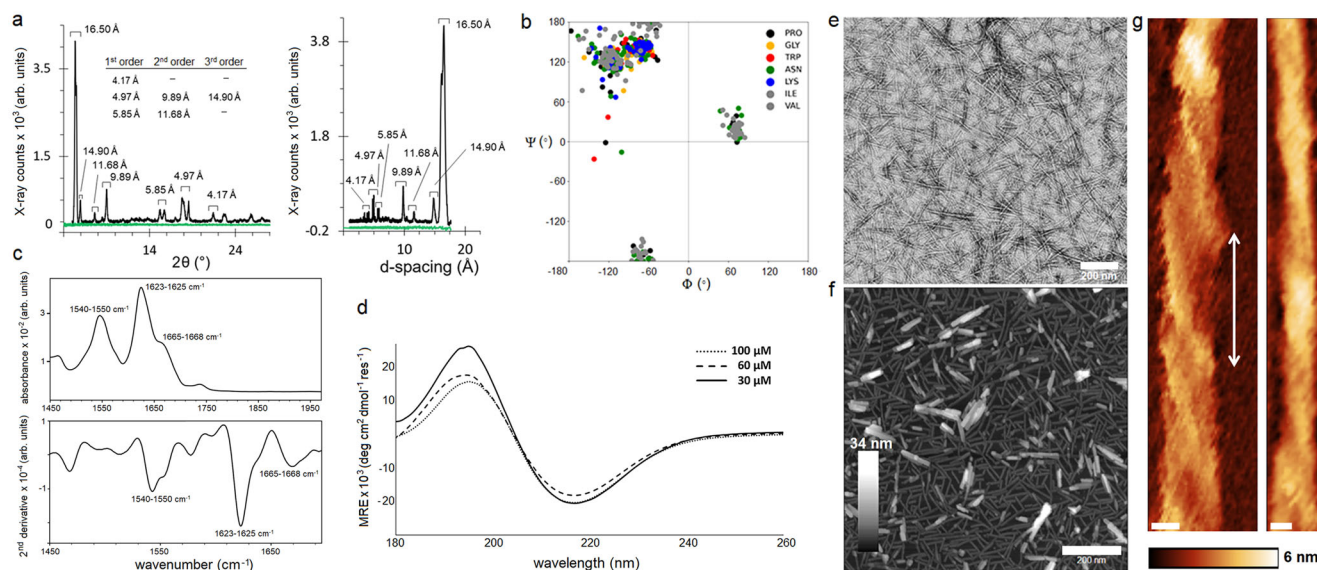 a
16.50 Å
3.5
1.5
0
X-ray counts x 10³ (arb. units)
1st order 2nd order 3rd order
4.17 Å – –
4.97 Å 9.89 Å 14.90 Å
5.85 Å 11.68 Å –
14.90 Å
11.68 Å
9.89 Å
5.85 Å
4.97 Å
4.17 Å
14 24
2θ (°)
16.50 Å
3.8
1.8
-0.2
X-ray counts x 10³ (arb. units)
5.85 Å
4.97 Å
4.17 Å
11.68 Å
9.89 Å
14.90 Å
0 10 20
d-spacing (Å)
b
180
120
60
0
-60
-120
-180
Ψ (°)
-180 -120 -60 0 60 120 180
Φ (°)
PRO
GLY
TRP
ASN
LYS
ILE
VAL
c
absorbance x 10⁻² (arb. units)
3
1
1540-1550 cm⁻¹
1623-1625 cm⁻¹
1665-1668 cm⁻¹
1450 1550 1650 1750 1850 1950
2nd derivative x 10⁻⁴ (arb. units)
1
-1
1540-1550 cm⁻¹
1623-1625 cm⁻¹
1665-1668 cm⁻¹
1450 1550 1650
wavenumber (cm⁻¹)
d
MRE x 10³ (deg cm² dmol⁻¹ res⁻¹)
20
10
0
-10
-20
100 µM
60 µM
30 µM
180 200 220 240 260
wavelength (nm)
e
200 nm
f
34 nm
200 nm
g
6 nm